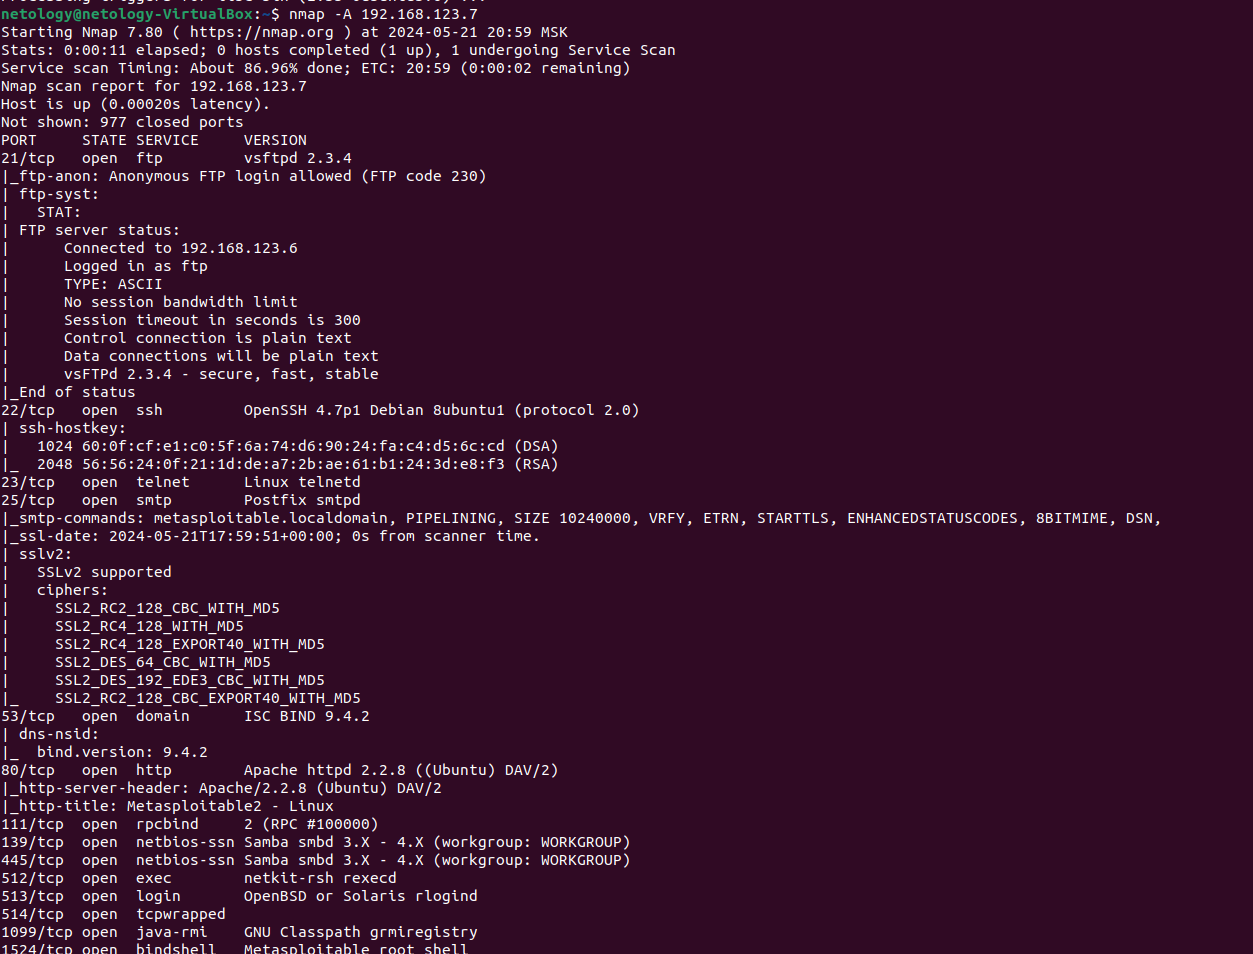 netology@netology-VirtualBox:~$ nmap -A 192.168.123.7
Starting Nmap 7.80 ( https://nmap.org ) at 2024-05-21 20:59 MSK
Stats: 0:00:11 elapsed; 0 hosts completed (1 up), 1 undergoing Service Scan
Service scan Timing: About 86.96% done; ETC: 20:59 (0:00:02 remaining)
Nmap scan report for 192.168.123.7
Host is up (0.00020s latency).
Not shown: 977 closed ports
PORT     STATE SERVICE     VERSION
21/tcp   open  ftp         vsftpd 2.3.4
|_ftp-anon: Anonymous FTP login allowed (FTP code 230)
| ftp-syst:
|   STAT:
| FTP server status:
|      Connected to 192.168.123.6
|      Logged in as ftp
|      TYPE: ASCII
|      No session bandwidth limit
|      Session timeout in seconds is 300
|      Control connection is plain text
|      Data connections will be plain text
|      vsFTPd 2.3.4 - secure, fast, stable
|_End of status
22/tcp   open  ssh         OpenSSH 4.7p1 Debian 8ubuntu1 (protocol 2.0)
| ssh-hostkey:
|   1024 60:0f:cf:e1:c0:5f:6a:74:d6:90:24:fa:c4:d5:6c:cd (DSA)
|_  2048 56:56:24:0f:21:1d:de:a7:2b:ae:61:b1:24:3d:e8:f3 (RSA)
23/tcp   open  telnet      Linux telnetd
25/tcp   open  smtp        Postfix smtpd
|_smtp-commands: metasploitable.localdomain, PIPELINING, SIZE 10240000, VRFY, ETRN, STARTTLS, ENHANCEDSTATUSCODES, 8BITMIME, DSN,
|_ssl-date: 2024-05-21T17:59:51+00:00; 0s from scanner time.
| sslv2:
|   SSLv2 supported
|   ciphers:
|     SSL2_RC2_128_CBC_WITH_MD5
|     SSL2_RC4_128_WITH_MD5
|     SSL2_RC4_128_EXPORT40_WITH_MD5
|     SSL2_DES_64_CBC_WITH_MD5
|     SSL2_DES_192_EDE3_CBC_WITH_MD5
|_    SSL2_RC2_128_CBC_EXPORT40_WITH_MD5
53/tcp   open  domain      ISC BIND 9.4.2
| dns-nsid:
|_  bind.version: 9.4.2
80/tcp   open  http        Apache httpd 2.2.8 ((Ubuntu) DAV/2)
|_http-server-header: Apache/2.2.8 (Ubuntu) DAV/2
|_http-title: Metasploitable2 - Linux
111/tcp  open  rpcbind     2 (RPC #100000)
139/tcp  open  netbios-ssn Samba smbd 3.X - 4.X (workgroup: WORKGROUP)
445/tcp  open  netbios-ssn Samba smbd 3.X - 4.X (workgroup: WORKGROUP)
512/tcp  open  exec        netkit-rsh rexecd
513/tcp  open  login       OpenBSD or Solaris rlogind
514/tcp  open  tcpwrapped
1099/tcp open  java-rmi    GNU Classpath grmiregistry
1524/tcp open  bindshell   Metasploitable root shell